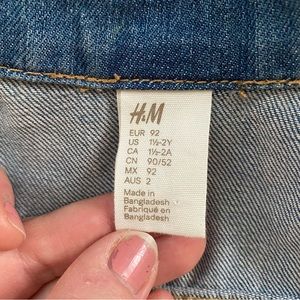 H&M
EUR 92
US 1½-2Y
CA 1½-2A
CN 90/52
MX 92
AUS 2
Made in
Bangladesh
Fabriqué en
Bangladesh